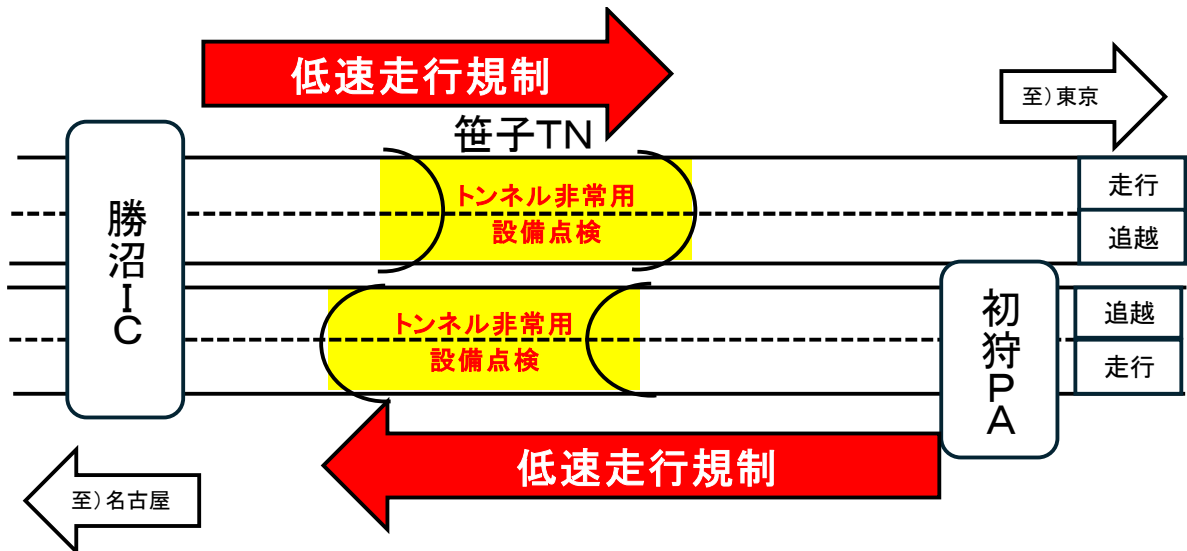 低速走行規制
至）東京
笹子TN
勝沼IC
トンネル非常用
設備点検
走行
追越
トンネル非常用
設備点検
初狩PA
追越
走行
低速走行規制
至）名古屋